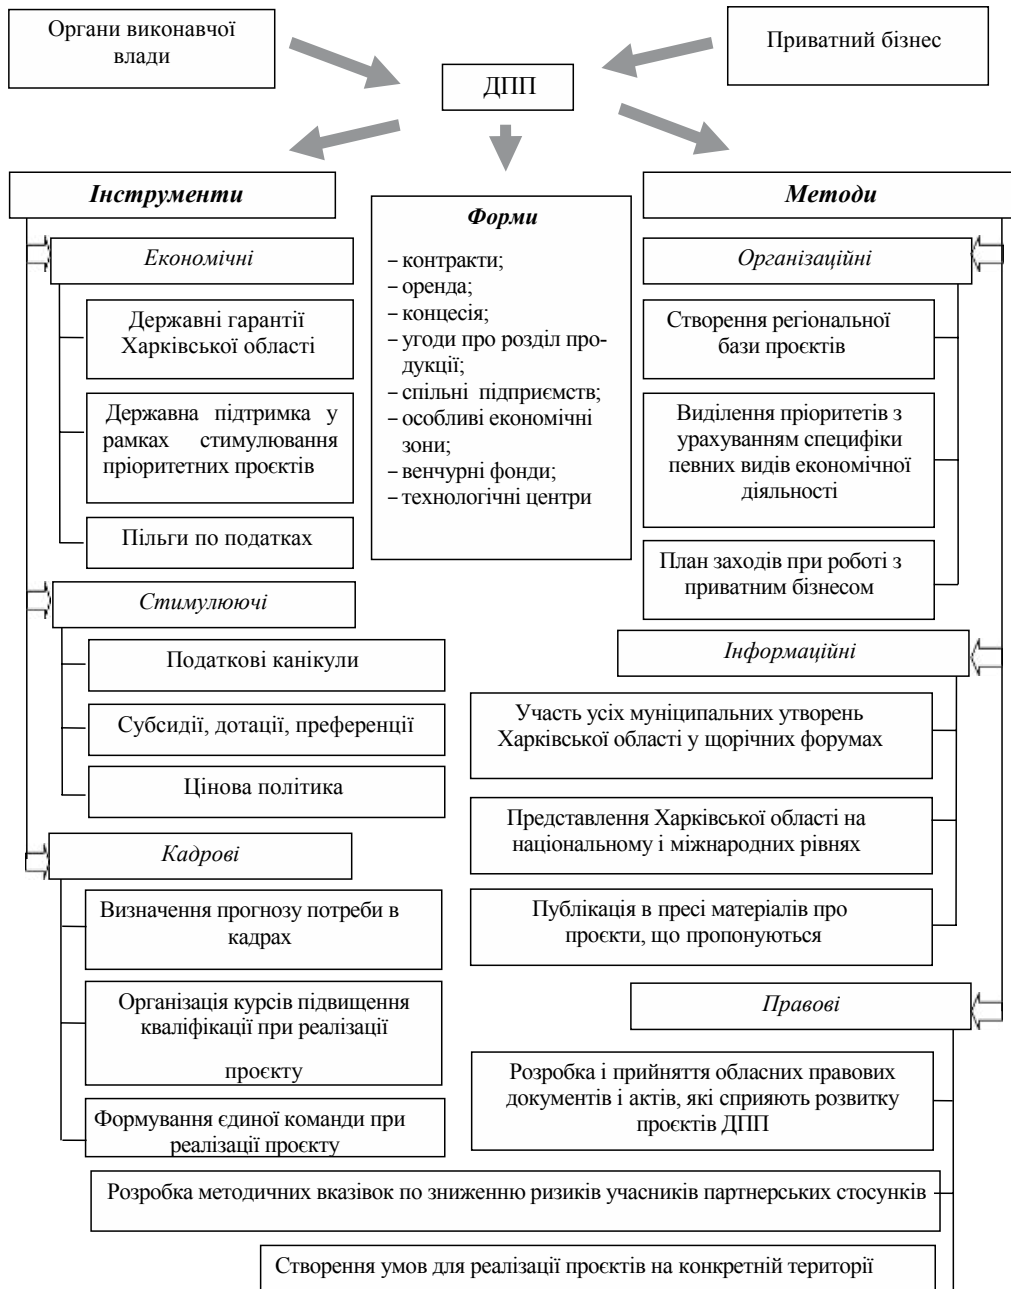 Органи виконавчої
влади
Приватний бізнес
ДПП
Інструменти
Економічні
Державні гарантії
Харківської області
Державна підтримка у
рамках стимулювання
пріоритетних проєктів
Пільги по податках
Стимулюючі
Податкові канікули
Субсидії, дотації, преференції
Цінова політика
Кадрові
Визначення прогнозу потреби в
кадрах
Організація курсів підвищення
кваліфікації при реалізації
проєкту
Формування єдиної команди при
реалізації проєкту
Форми
– контракти;
– оренда;
– концесія;
– угоди про розділ про-
дукції;
– спільні підприємств;
– особливі економічні
зони;
– венчурні фонди;
– технологічні центри
Методи
Організаційні
Створення регіональної
бази проєктів
Виділення пріоритетів з
урахуванням специфіки
певних видів економічної
діяльності
План заходів при роботі з
приватним бізнесом
Інформаційні
Участь усіх муніципальних утворень
Харківської області у щорічних форумах
Представлення Харківської області на
національному і міжнародних рівнях
Публікація в пресі матеріалів про
проєкти, що пропонуються
Правові
Розробка і прийняття обласних правових
документів і актів, які сприяють розвитку
проєктів ДПП
Розробка методичних вказівок по зниженню ризиків учасників партнерських стосунків
Створення умов для реалізації проєктів на конкретній території